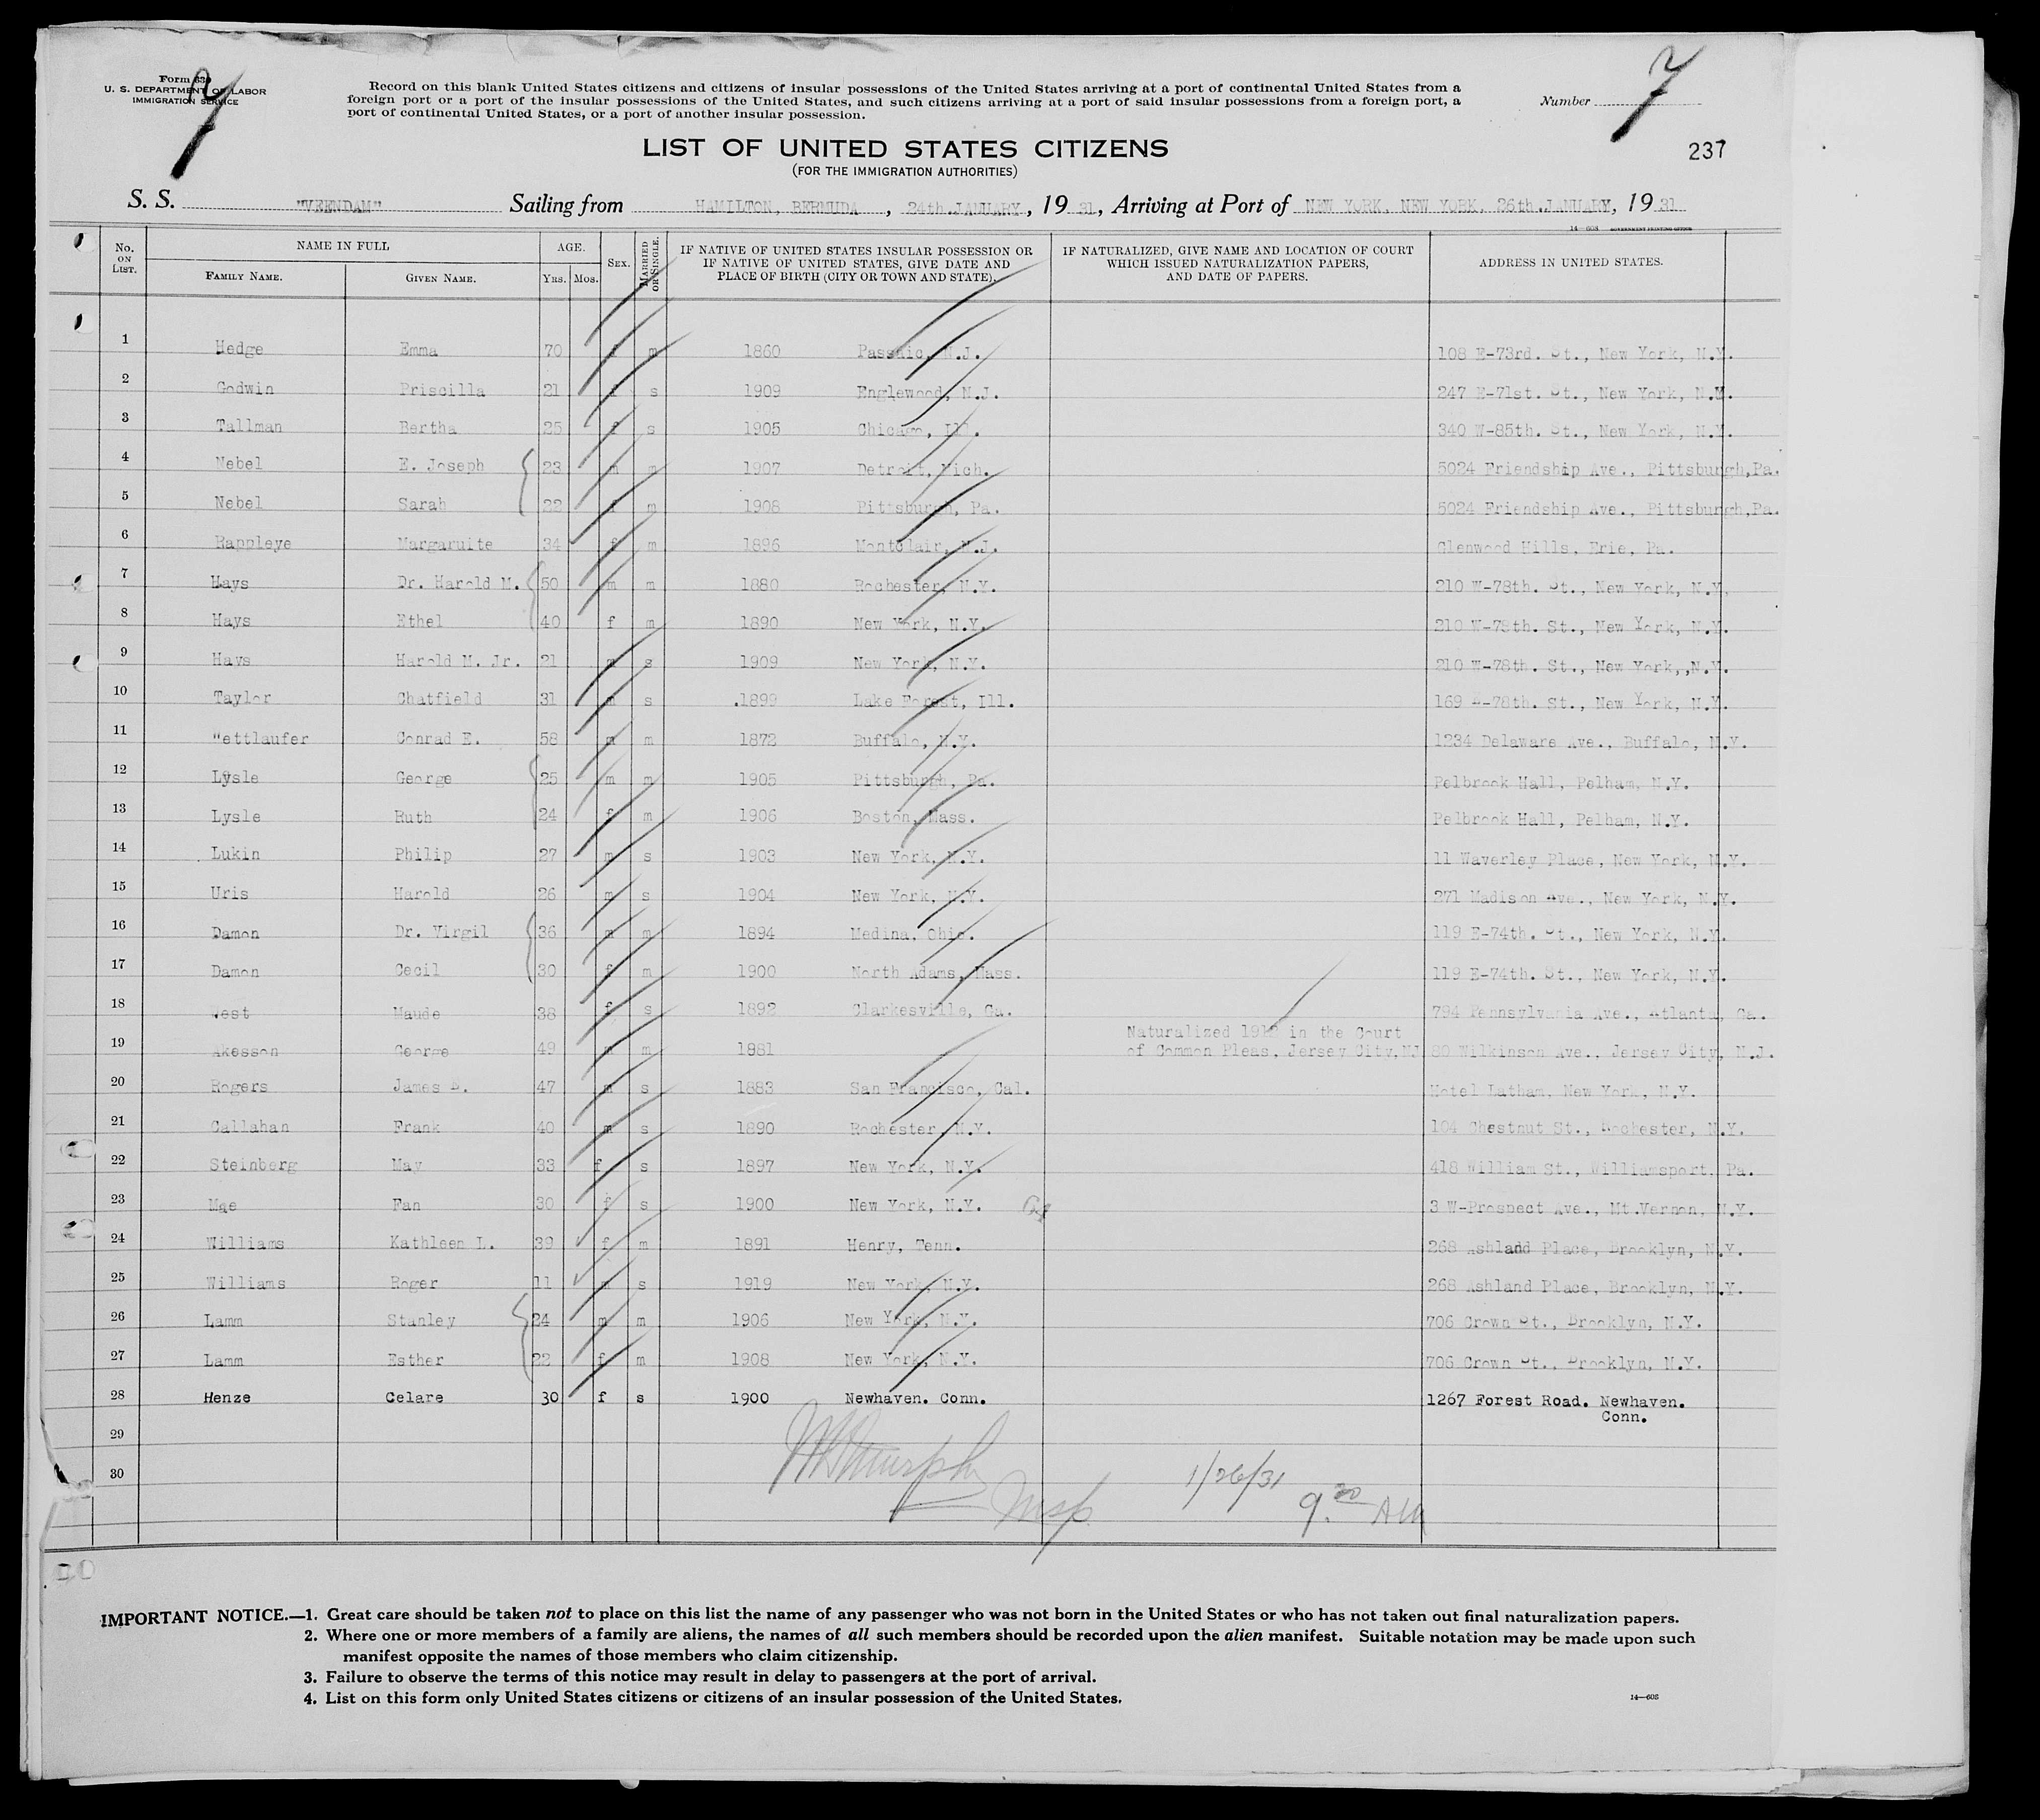 Form 630
U. S. DEPARTMENT OF LABOR
IMMIGRATION SERVICE
7
Record on this blank United States citizens and citizens of insular possessions of the United States arriving at a port of continental United States from a
foreign port or a port of the insular possessions of the United States, and such citizens arriving at a port of said insular possessions from a foreign port, a
port of continental United States, or a port of another insular possession.
Number 7
LIST OF UNITED STATES CITIZENS
(FOR THE IMMIGRATION AUTHORITIES)
237
S. S. "VEENDAM" Sailing from HAMILTON, BERMUDA, 24th.JANUARY, 19 31, Arriving at Port of NEW YORK, NEW YORK, 26th.JANUARY, 19 31
14—608 GOVERNMENT PRINTING OFFICE
No. ON LIST. NAME IN FULL AGE. SEX. MARRIED OR SINGLE. IF NATIVE OF UNITED STATES INSULAR POSSESSION OR IF NATIVE OF UNITED STATES, GIVE DATE AND PLACE OF BIRTH (CITY OR TOWN AND STATE). IF NATURALIZED, GIVE NAME AND LOCATION OF COURT WHICH ISSUED NATURALIZATION PAPERS, AND DATE OF PAPERS. ADDRESS IN UNITED STATES.
FAMILY NAME. GIVEN NAME. YRS. MOS.
1 Hedge Emma 70 f m 1860 Passaic, N.J. 108 E-73rd. St., New York, N.Y.
2 Godwin Priscilla 21 f s 1909 Englewood, N.J. 247 E-71st. St., New York, N.Y.
3 Tallman Bertha 25 f s 1905 Chicago, Ill. 340 W-85th. St., New York, N.Y.
4 Nebel E. Joseph 23 m m 1907 Detroit, Mich. 5024 Friendship Ave., Pittsburgh,Pa.
5 Nebel Sarah 22 f m 1908 Pittsburgh, Pa. 5024 Friendship Ave., Pittsburgh,Pa.
6 Rappleye Margaruite 34 f m 1896 Montclair, N.J. Glenwood Hills, Erie, Pa.
7 Hays Dr. Harold M. 50 m m 1880 Rochester, N.Y. 210 W-78th. St., New York, N.Y.
8 Hays Ethel 40 f m 1890 New York, N.Y. 210 W-78th. St., New York, N.Y.
9 Hays Harold M. Jr. 21 m s 1909 New York, N.Y. 210 W-78th. St., New York,,N.Y.
10 Taylor Chatfield 31 m s .1899 Lake Forest, Ill. 169 E-78th. St., New York, N.Y.
11 "ettlaufer Conrad E. 58 m m 1872 Buffalo, N.Y. 1234 Delaware Ave., Buffalo, N.Y.
12 Lysle George 25 m m 1905 Pittsburgh, Pa. Pelbrook Hall, Pelham, N.Y.
13 Lysle Ruth 24 f m 1906 Boston, Mass. Pelbrook Hall, Pelham, N.Y.
14 Lukin Philip 27 m s 1903 New York, N.Y. 11 Waverley Place, New York, N.Y.
15 Uris Harold 26 m s 1904 New York, N.Y. 271 Madison Ave., New York, N.Y.
16 Damon Dr. Virgil 36 m m 1894 Medina, Ohio. 119 E-74th. St., New York, N.Y.
17 Damon Cecil 30 f m 1900 North Adams, Mass. 119 E-74th. St., New York, N.Y.
18 West Maude 38 f s 1892 Clarkesville, Ga. 794 Pennsylvania Ave., Atlanta, Ga.
Naturalized in the Court
19 Akesson George 49 m m 1881 of Common Pleas, Jersey City,NJ 80 Wilkinson Ave., Jersey City, N.J.
20 Rogers James 47 m s 1883 San Francisco, Cal. Hotel Latham, New York, N.Y.
21 Callahan Frank 40 m s 1890 Rochester, N.Y. 104 Chestnut St., Rochester, N.Y.
22 Steinberg May 33 f s 1897 New York, N.Y. 418 William St., Williamsport, Pa.
23 Mae Fan 30 f s 1900 New York, N.Y. 3 W-Prospect Ave., Mt.Vernon, N.Y.
24 Williams Kathleen L. 39 f m 1891 Henry, Tenn. 268 Ashland Place, Brooklyn, N.Y.
25 Williams Roger 11 m s 1919 New York, N.Y. 268 Ashland Place, Brooklyn, N.Y.
26 Lamm Stanley 24 m m 1906 New York, N.Y. 706 Crown St., Brooklyn, N.Y.
27 Lamm Esther 22 f m 1908 New York, N.Y. 706 Crown St., Brooklyn, N.Y.
28 Henze Celare 30 f s 1900 Newhaven. Conn. 1267 Forest Road. Newhaven.
Conn.
29
30
Murphy
Insp. 1/26/31 9.30 AM
IMPORTANT NOTICE.—1. Great care should be taken not to place on this list the name of any passenger who was not born in the United States or who has not taken out final naturalization papers.
2. Where one or more members of a family are aliens, the names of all such members should be recorded upon the alien manifest. Suitable notation may be made upon such
manifest opposite the names of those members who claim citizenship.
3. Failure to observe the terms of this notice may result in delay to passengers at the port of arrival.
4. List on this form only United States citizens or citizens of an insular possession of the United States.
14—608